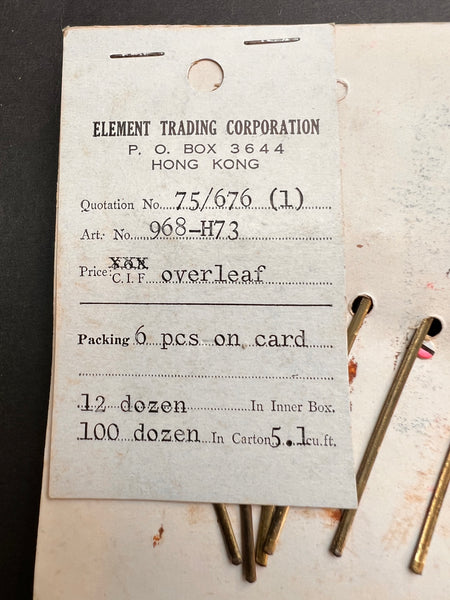 ELEMENT TRADING CORPORATION
P. O. BOX 3644
HONG KONG
Quotation No. 75/676 (1)
Art. No. 968-H73
Price: C. I. F. overleaf
Packing 6 pcs on card
12 dozen In Inner Box.
100 dozen In Carton 5.1 cu. ft.